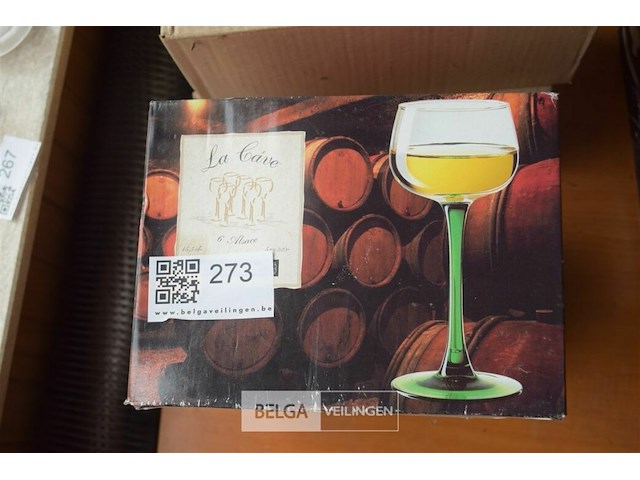 La Cave
6 Alsace
273
www.belgaveilingen.be
267
BELGA VEILINGEN